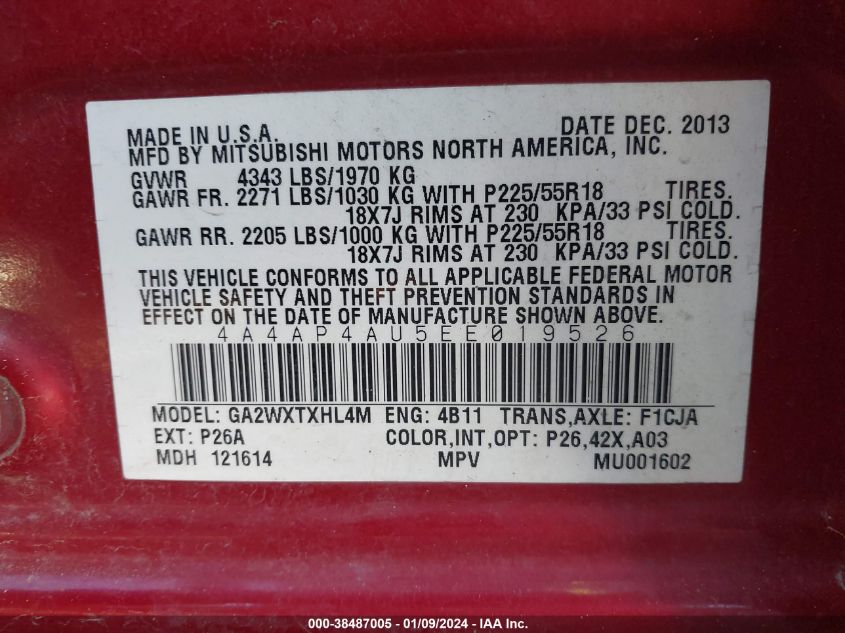 MADE IN U.S.A. DATE DEC. 2013
MFD BY MITSUBISHI MOTORS NORTH AMERICA, INC.
GVWR 4343 LBS/1970 KG
GAWR FR. 2271 LBS/1030 KG WITH P225/55R18 TIRES.
18X7J RIMS AT 230 KPA/33 PSI COLD.
GAWR RR. 2205 LBS/1000 KG WITH P225/55R18 TIRES.
18X7J RIMS AT 230 KPA/33 PSI COLD.
THIS VEHICLE CONFORMS TO ALL APPLICABLE FEDERAL MOTOR
VEHICLE SAFETY AND THEFT PREVENTION STANDARDS IN
EFFECT ON THE DATE OF MANUFACTURE SHOWN ABOVE.
4A4AP4AU5EE019526
MODEL: GA2WXTXHL4M ENG: 4B11 TRANS,AXLE: F1CJA
EXT: P26A COLOR,INT,OPT: P26,42X,A03
MDH 121614 MPV MU001602
000-38487005 - 01/09/2024 - IAA Inc.